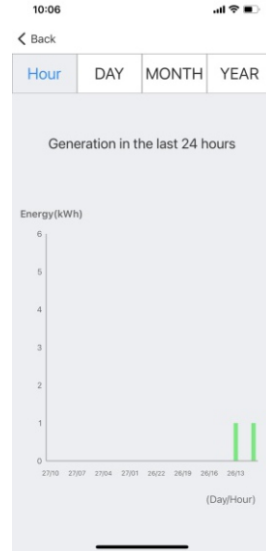 10:06
Back
Hour DAY MONTH YEAR
Generation in the last 24 hours
Energy(kWh)
6
5
4
3
2
1
0
27/10 27/07 27/04 27/01 26/22 26/19 26/16 26/13
(Day/Hour)